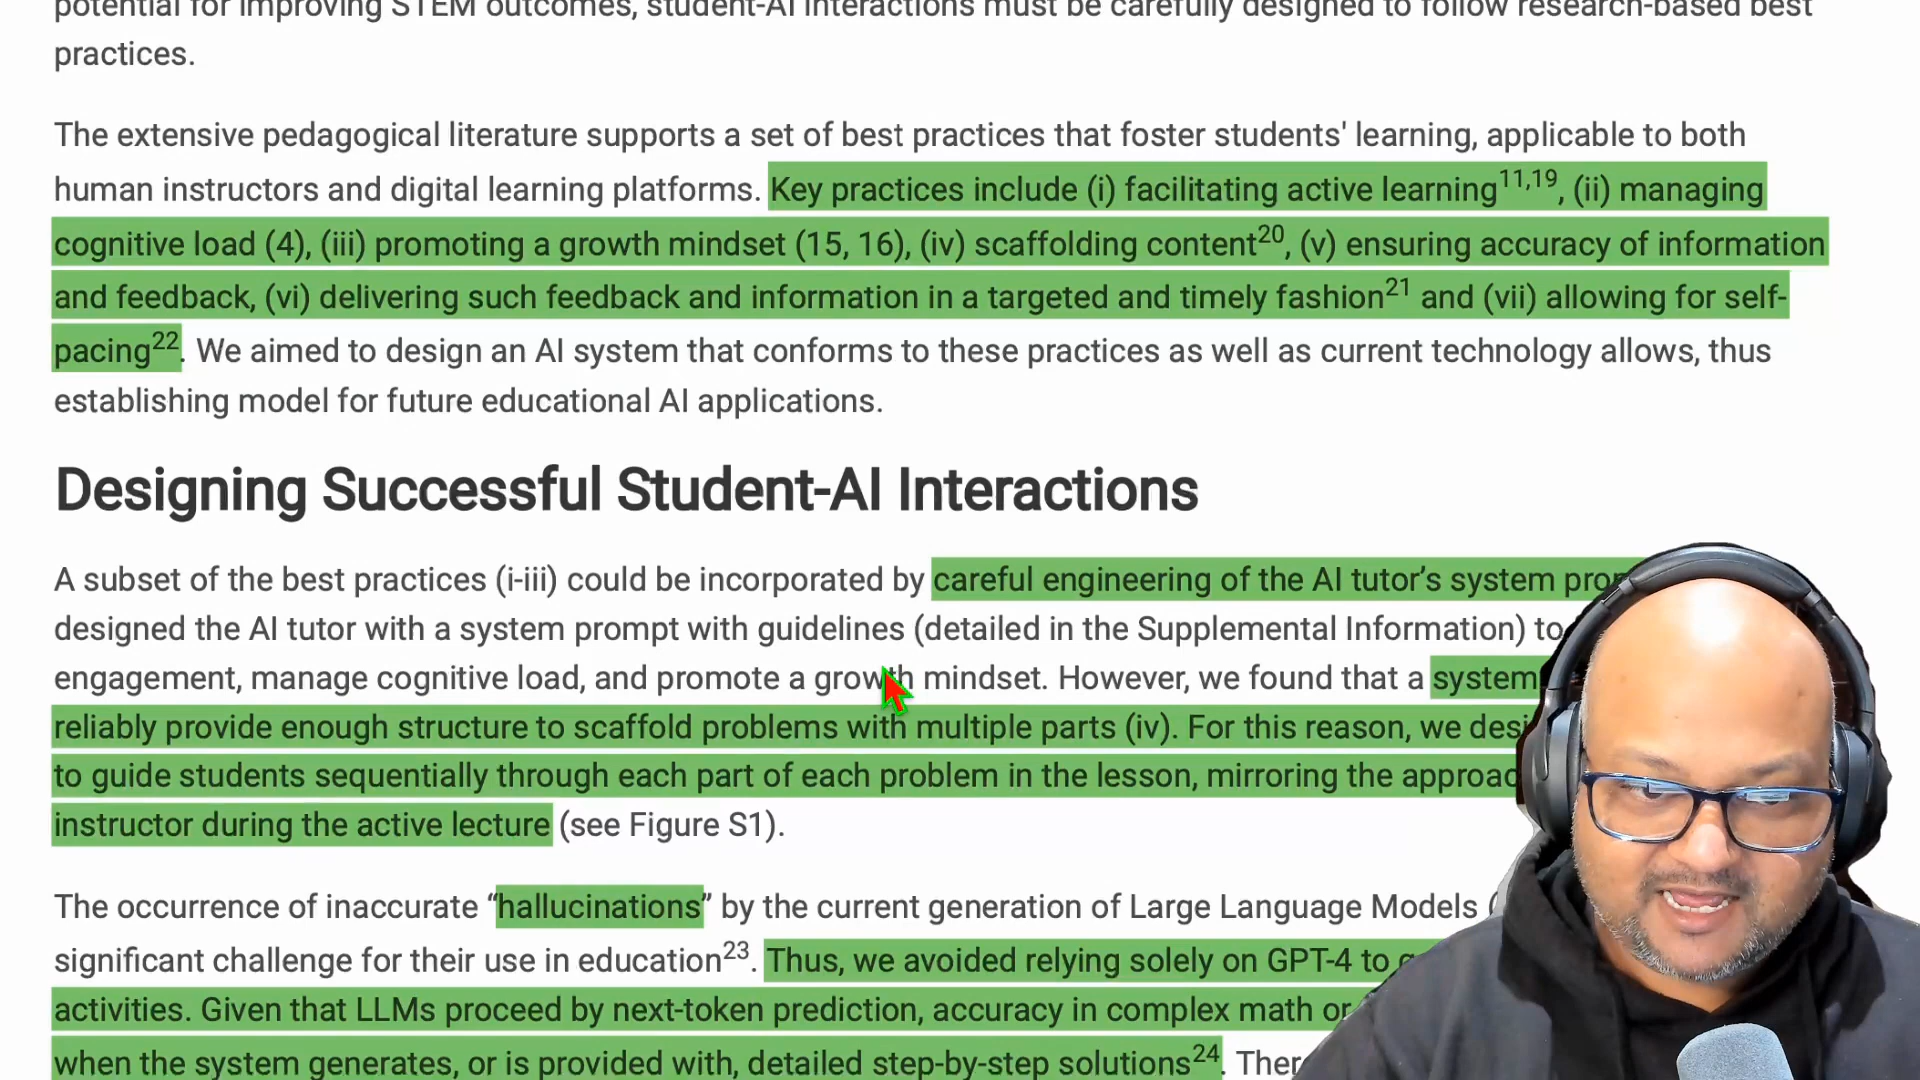 potential for improving STEM outcomes, student-AI interactions must be carefully designed to follow research-based best
practices.
The extensive pedagogical literature supports a set of best practices that foster students' learning, applicable to both
human instructors and digital learning platforms. Key practices include (i) facilitating active learning11,19, (ii) managing
cognitive load (4), (iii) promoting a growth mindset (15, 16), (iv) scaffolding content20, (v) ensuring accuracy of information
and feedback, (vi) delivering such feedback and information in a targeted and timely fashion21 and (vii) allowing for self-
pacing22. We aimed to design an AI system that conforms to these practices as well as current technology allows, thus
establishing model for future educational AI applications.
Designing Successful Student-AI Interactions
A subset of the best practices (i-iii) could be incorporated by careful engineering of the AI tutor’s system
designed the AI tutor with a system prompt with guidelines (detailed in the Supplemental Information) to
engagement, manage cognitive load, and promote a growth mindset. However, we found that a system
reliably provide enough structure to scaffold problems with multiple parts (iv). For this reason, we
to guide students sequentially through each part of each problem in the lesson, mirroring the
instructor during the active lecture (see Figure S1).
The occurrence of inaccurate “hallucinations” by the current generation of Large Language Models
significant challenge for their use in education23. Thus, we avoided relying solely on GPT-4 to
activities. Given that LLMs proceed by next-token prediction, accuracy in complex math or
when the system generates, or is provided with, detailed step-by-step solutions24.